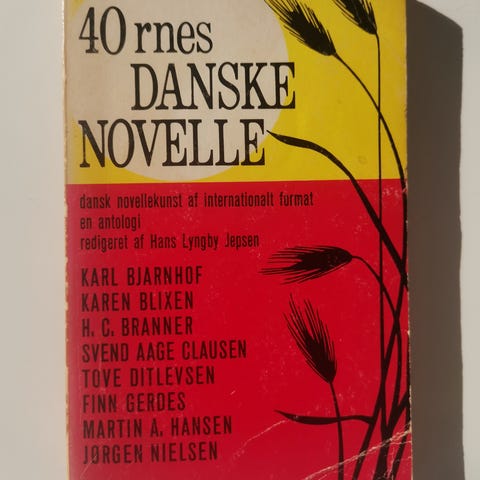 40rnes
DANSKE
NOVELLE
dansk novellekunst af internationalt format
en antologi
redigeret af Hans Lyngby Jepsen
KARL BJARNHOF
KAREN BLIXEN
H. C. BRANNER
SVEND AAGE CLAUSEN
TOVE DITLEVSEN
FINN GERDES
MARTIN A. HANSEN
JØRGEN NIELSEN